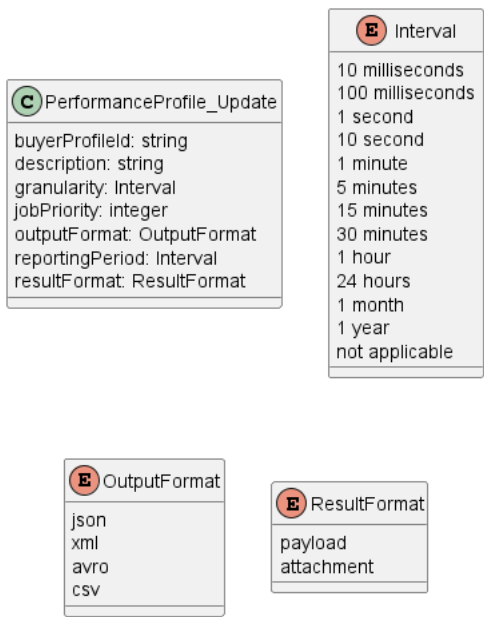 C PerformanceProfile_Update
buyerProfileId: string
description: string
granularity: Interval
jobPriority: integer
outputFormat: OutputFormat
reportingPeriod: Interval
resultFormat: ResultFormat
E Interval
10 milliseconds
100 milliseconds
1 second
10 second
1 minute
5 minutes
15 minutes
30 minutes
1 hour
24 hours
1 month
1 year
not applicable
E OutputFormat
json
xml
avro
csv
E ResultFormat
payload
attachment